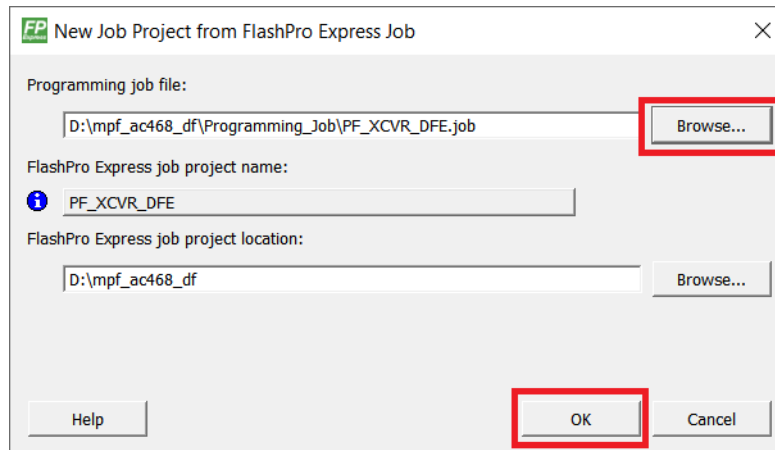 FP Express New Job Project from FlashPro Express Job
Programming job file:
D:\mpf_ac468_df\Programming_Job\PF_XCVR_DFE.job Browse...
FlashPro Express job project name:
PF_XCVR_DFE
FlashPro Express job project location:
D:\mpf_ac468_df Browse...
Help OK Cancel